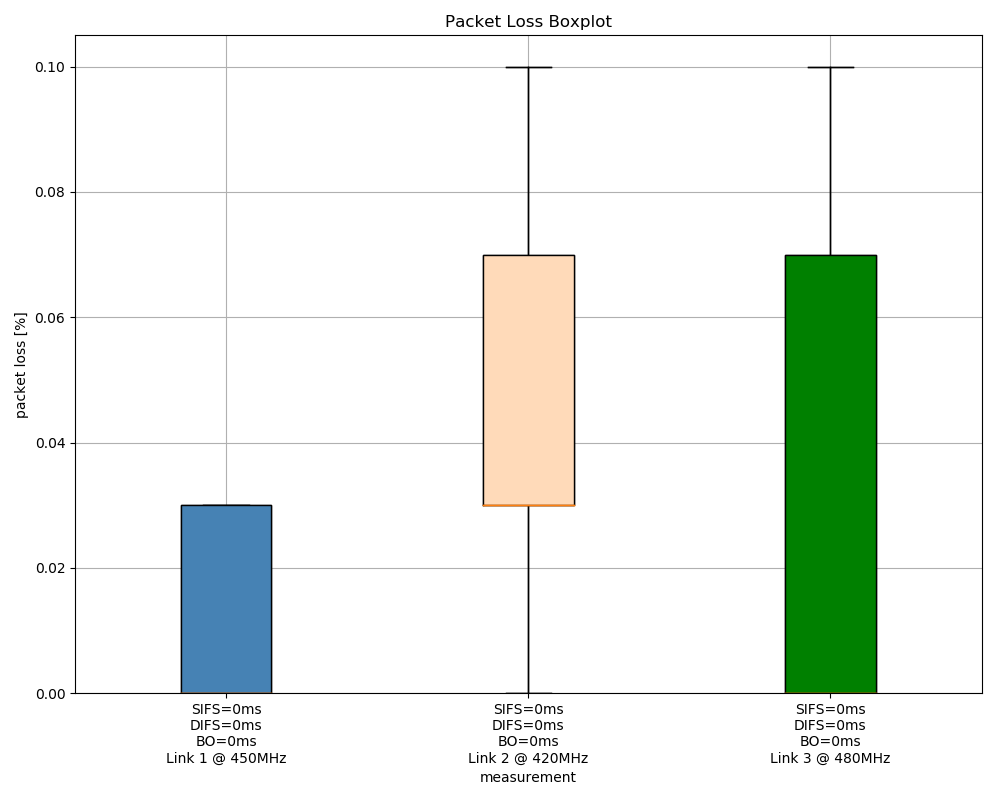 Packet Loss Boxplot
packet loss [%]
0.10
0.08
0.06
0.04
0.02
0.00
SIFS=0ms
DIFS=0ms
BO=0ms
Link 1 @ 450MHz
SIFS=0ms
DIFS=0ms
BO=0ms
Link 2 @ 420MHz
SIFS=0ms
DIFS=0ms
BO=0ms
Link 3 @ 480MHz
measurement